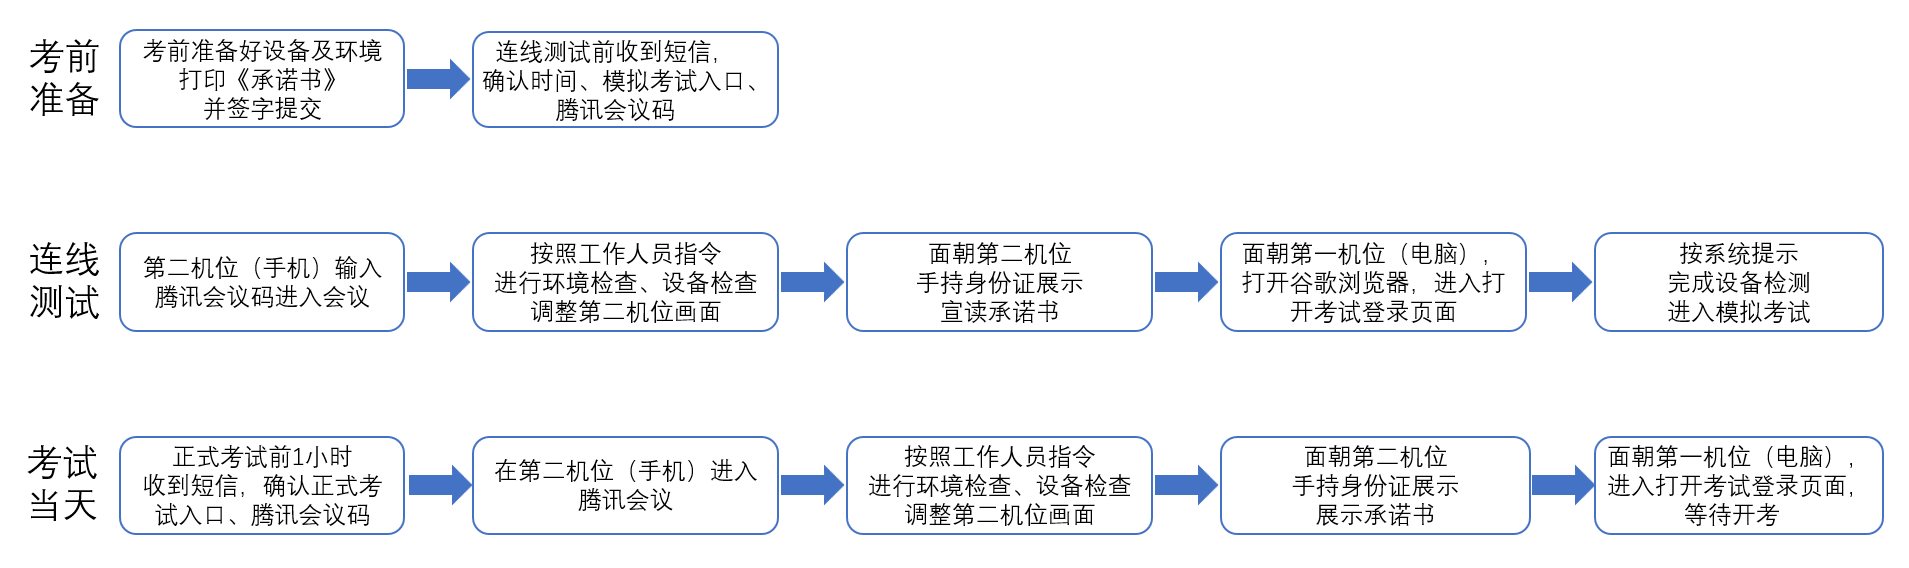 考前
准备
考前准备好设备及环境
打印《承诺书》
并签字提交
连线测试前收到短信，
确认时间、模拟考试入口、
腾讯会议码
连线
测试
第二机位（手机）输入
腾讯会议码进入会议
按照工作人员指令
进行环境检查、设备检查
调整第二机位画面
面朝第二机位
手持身份证展示
宣读承诺书
面朝第一机位（电脑），
打开谷歌浏览器，进入打
开考试登录页面
按系统提示
完成设备检测
进入模拟考试
考试
当天
正式考试前1小时
收到短信，确认正式考
试入口、腾讯会议码
在第二机位（手机）进入
腾讯会议
按照工作人员指令
进行环境检查、设备检查
调整第二机位画面
面朝第二机位
手持身份证展示
展示承诺书
面朝第一机位（电脑），
进入打开考试登录页面，
等待开考